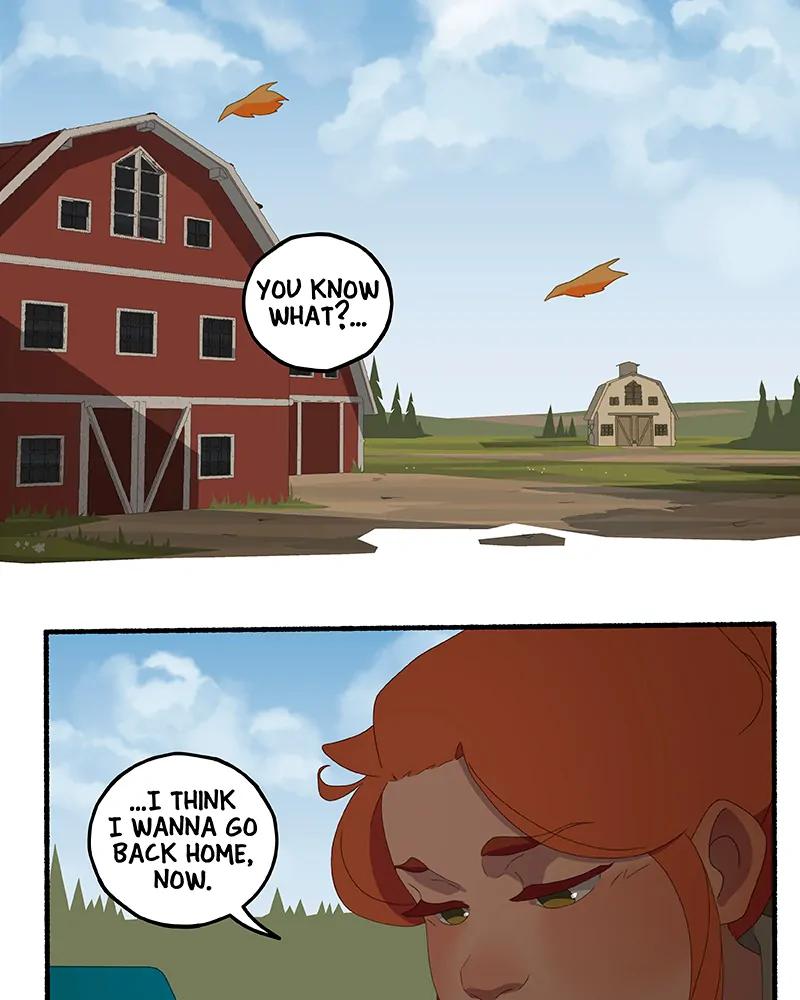 YOU KNOW
WHAT?...
...I THINK
I WANNA GO
BACK HOME,
NOW.